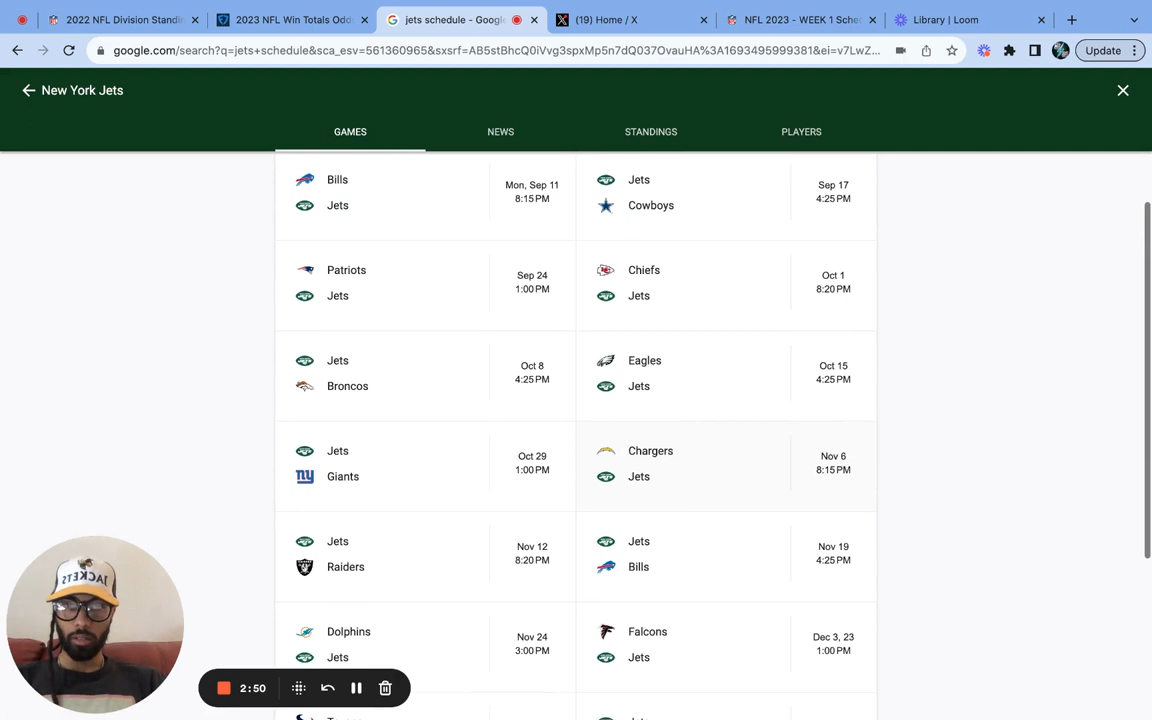 2022 NFL Division Standin
2023 NFL Win Totals Odd
jets schedule - Google
(19) Home / X
NFL 2023 - WEEK 1 Sche
Library | Loom
google.com/search?q=jets+schedule&sca_esv=561360965&sxsrf=AB5stBhcQ0iVvg3spxMp5n7dQ037OvauHA%3A1693495999381&ei=v7LwZ...
Update
New York Jets
GAMES
NEWS
STANDINGS
PLAYERS
Bills
Jets
Mon, Sep 11
8:15 PM
Jets
Cowboys
Sep 17
4:25 PM
Patriots
Jets
Sep 24
1:00 PM
Chiefs
Jets
Oct 1
8:20 PM
Jets
Broncos
Oct 8
4:25 PM
Eagles
Jets
Oct 15
4:25 PM
Jets
Giants
Oct 29
1:00 PM
Chargers
Jets
Nov 6
8:15 PM
Jets
Raiders
Nov 12
8:20 PM
Jets
Bills
Nov 19
4:25 PM
Dolphins
Jets
Nov 24
3:00 PM
Falcons
Jets
Dec 3, 23
1:00 PM
JACKETS
2:50